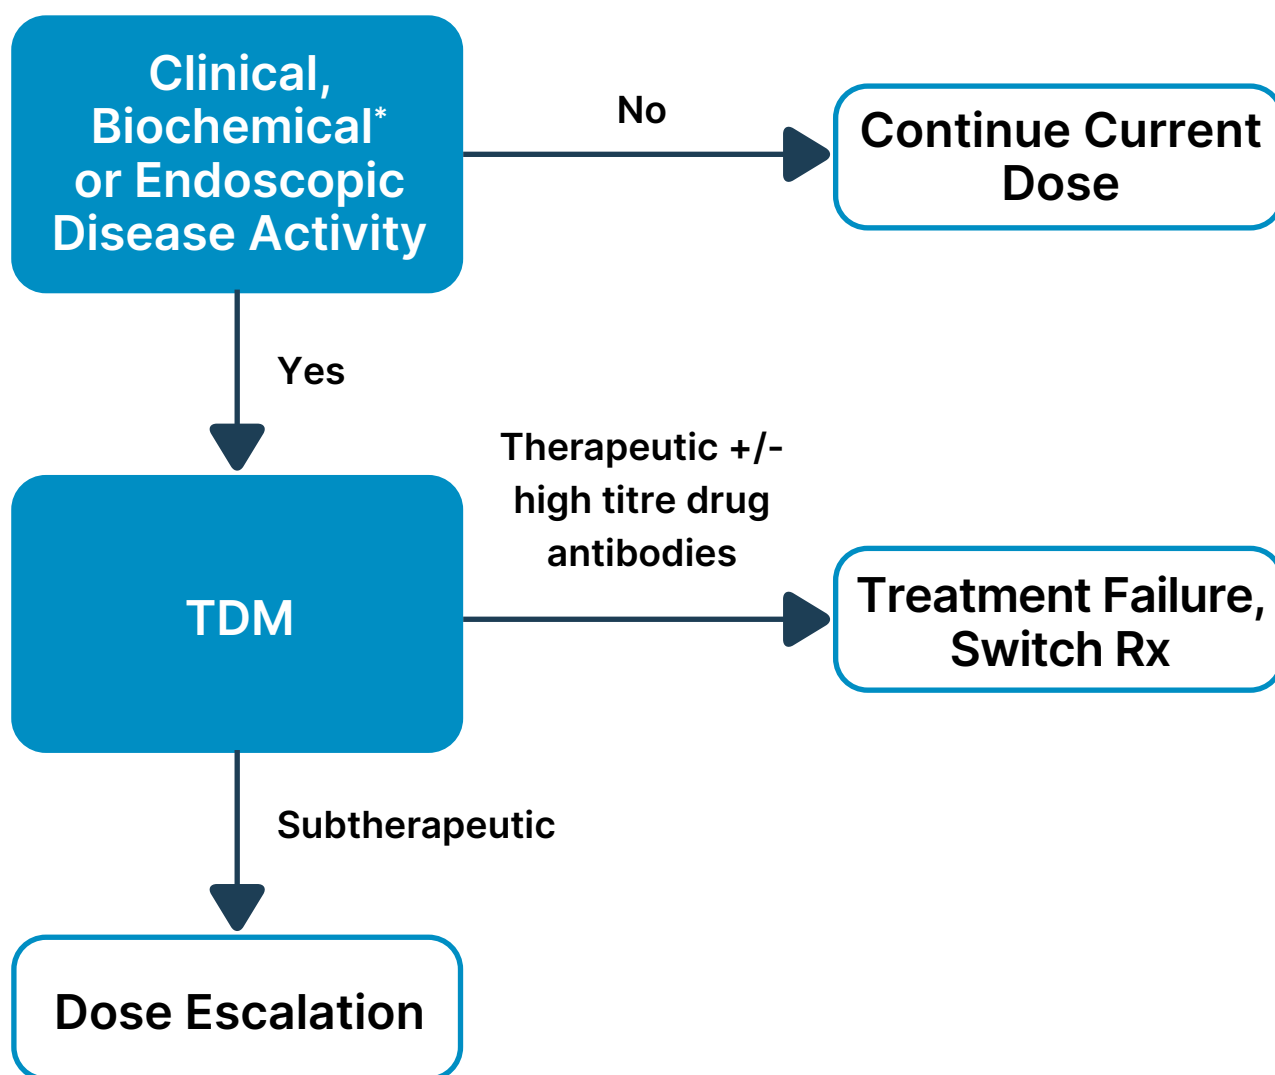 Clinical,
Biochemical*
or Endoscopic
Disease Activity
No
Continue Current
Dose
Yes
Therapeutic +/-
high titre drug
antibodies
TDM
Treatment Failure,
Switch Rx
Subtherapeutic
Dose Escalation